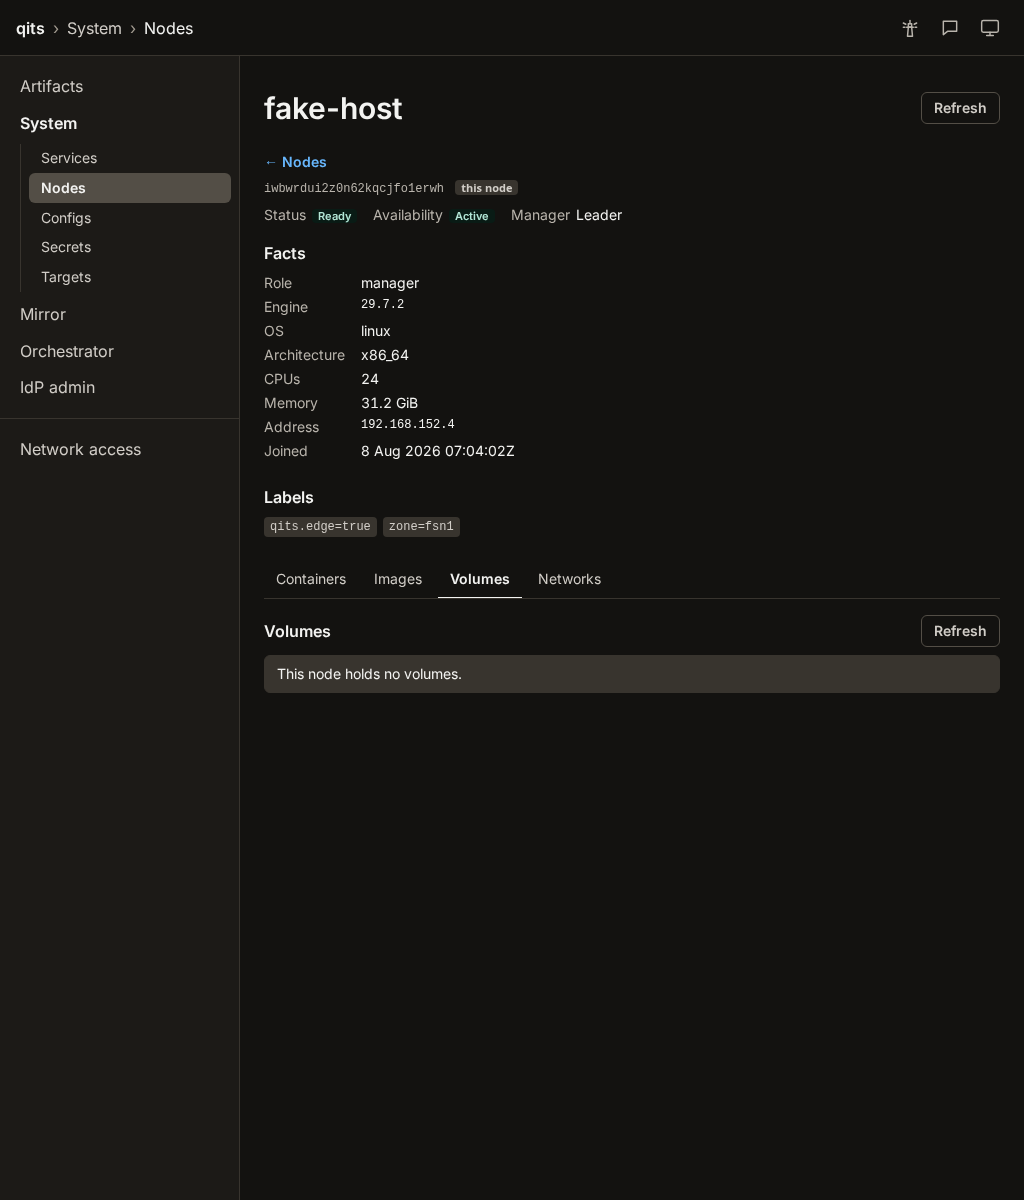 qits › System › Nodes
Artifacts
System
Services
Nodes
Configs
Secrets
Targets
Mirror
Orchestrator
IdP admin
Network access
fake-host
Refresh
← Nodes
iwbwrdui2z0n62kqcjfo1erwh this node
Status Ready Availability Active Manager Leader
Facts
Role manager
Engine 29.7.2
OS linux
Architecture x86_64
CPUs 24
Memory 31.2 GiB
Address 192.168.152.4
Joined 8 Aug 2026 07:04:02Z
Labels
qits.edge=true zone=fsn1
Containers Images Volumes Networks
Volumes
Refresh
This node holds no volumes.